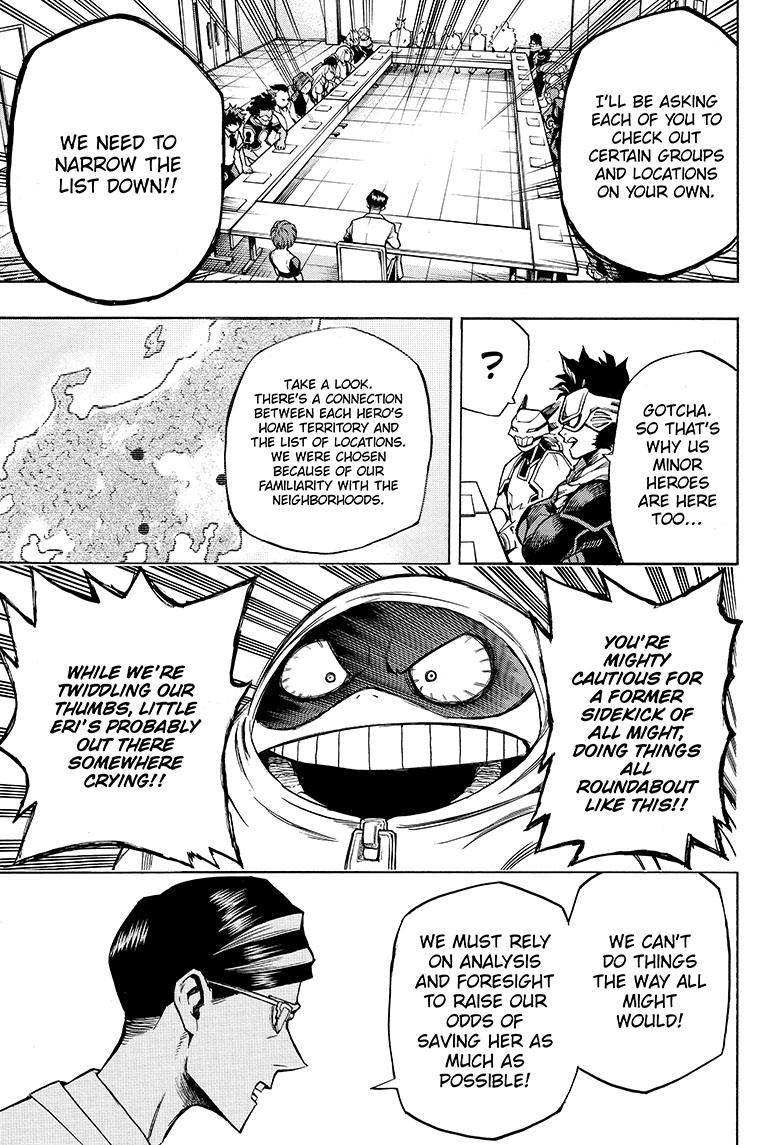 I'LL BE ASKING
EACH OF YOU TO
CHECK OUT
CERTAIN GROUPS
AND LOCATIONS
ON YOUR OWN.
WE NEED TO
NARROW THE
LIST DOWN!!
?
GOTCHA.
SO THAT'S
WHY US
MINOR
HEROES
ARE HERE
TOO...
TAKE A LOOK.
THERE'S A CONNECTION
BETWEEN EACH HERO'S
HOME TERRITORY AND
THE LIST OF LOCATIONS.
WE WERE CHOSEN
BECAUSE OF OUR
FAMILIARITY WITH THE
NEIGHBORHOODS.
YOU'RE
MIGHTY
CAUTIOUS FOR
A FORMER
SIDEKICK OF
ALL MIGHT,
DOING THINGS
ALL
ROUNDABOUT
LIKE THIS!!
WHILE WE'RE
TWIDDLING OUR
THUMBS, LITTLE
ERI'S PROBABLY
OUT THERE
SOMEWHERE
CRYING!!
WE CAN'T
DO THINGS
THE WAY ALL
MIGHT
WOULD!
WE MUST RELY
ON ANALYSIS
AND FORESIGHT
TO RAISE OUR
ODDS OF
SAVING HER AS
MUCH AS
POSSIBLE!